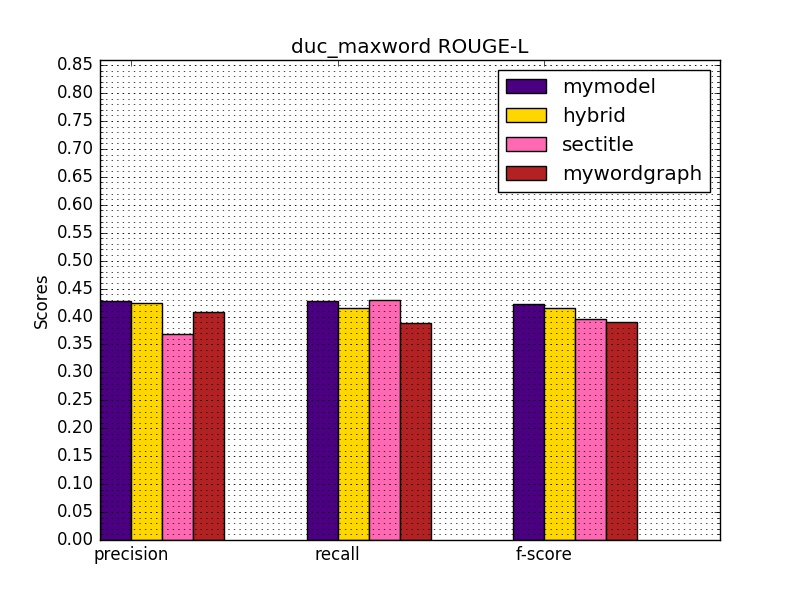 duc_maxword ROUGE-L
mymodel
hybrid
sectitle
mywordgraph
Scores
0.85
0.80
0.75
0.70
0.65
0.60
0.55
0.50
0.45
0.40
0.35
0.30
0.25
0.20
0.15
0.10
0.05
0.00
precision recall f-score